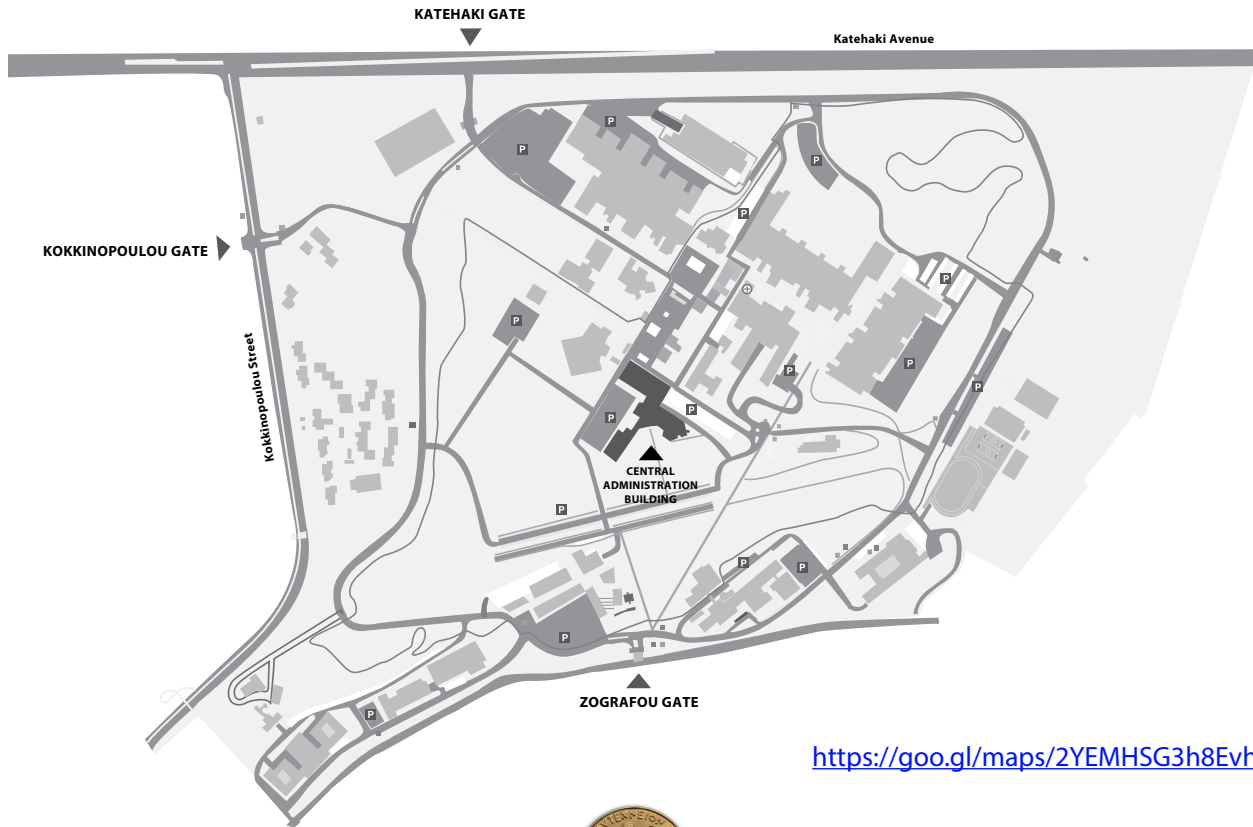 KATEHAKI GATE
Katehaki Avenue
P
P
P
P
KOKKINOPOULOU GATE
P
P
Kokkinopoulou Street
P
P
P
P
P
P
CENTRAL
ADMINISTRATION
BUILDING
P
P
P
P
ZOGRAFOU GATE
P
https://goo.gl/maps/2YEMHSG3h8Evh